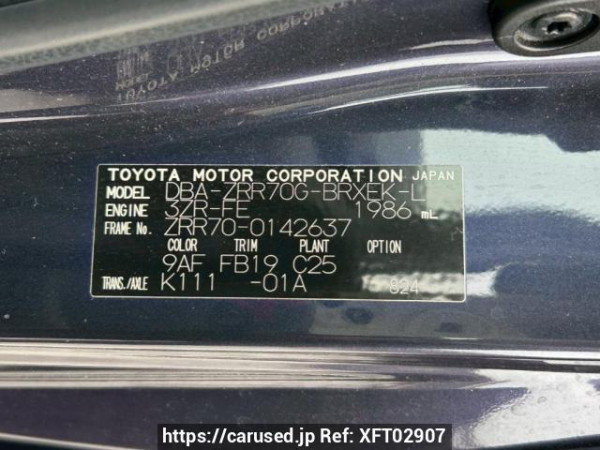 TOYOTA MOTOR CORPORATION JAPAN
MODEL DBA-ZRR70G-BRXEK-L
ENGINE 3ZR-FE 1986 mL
FRAME No. ZRR70-0142637
COLOR TRIM PLANT OPTION
9AF FB19 C25
TRANS./AXLE K111 -01A 824
https://carused.jp Ref: XFT02907